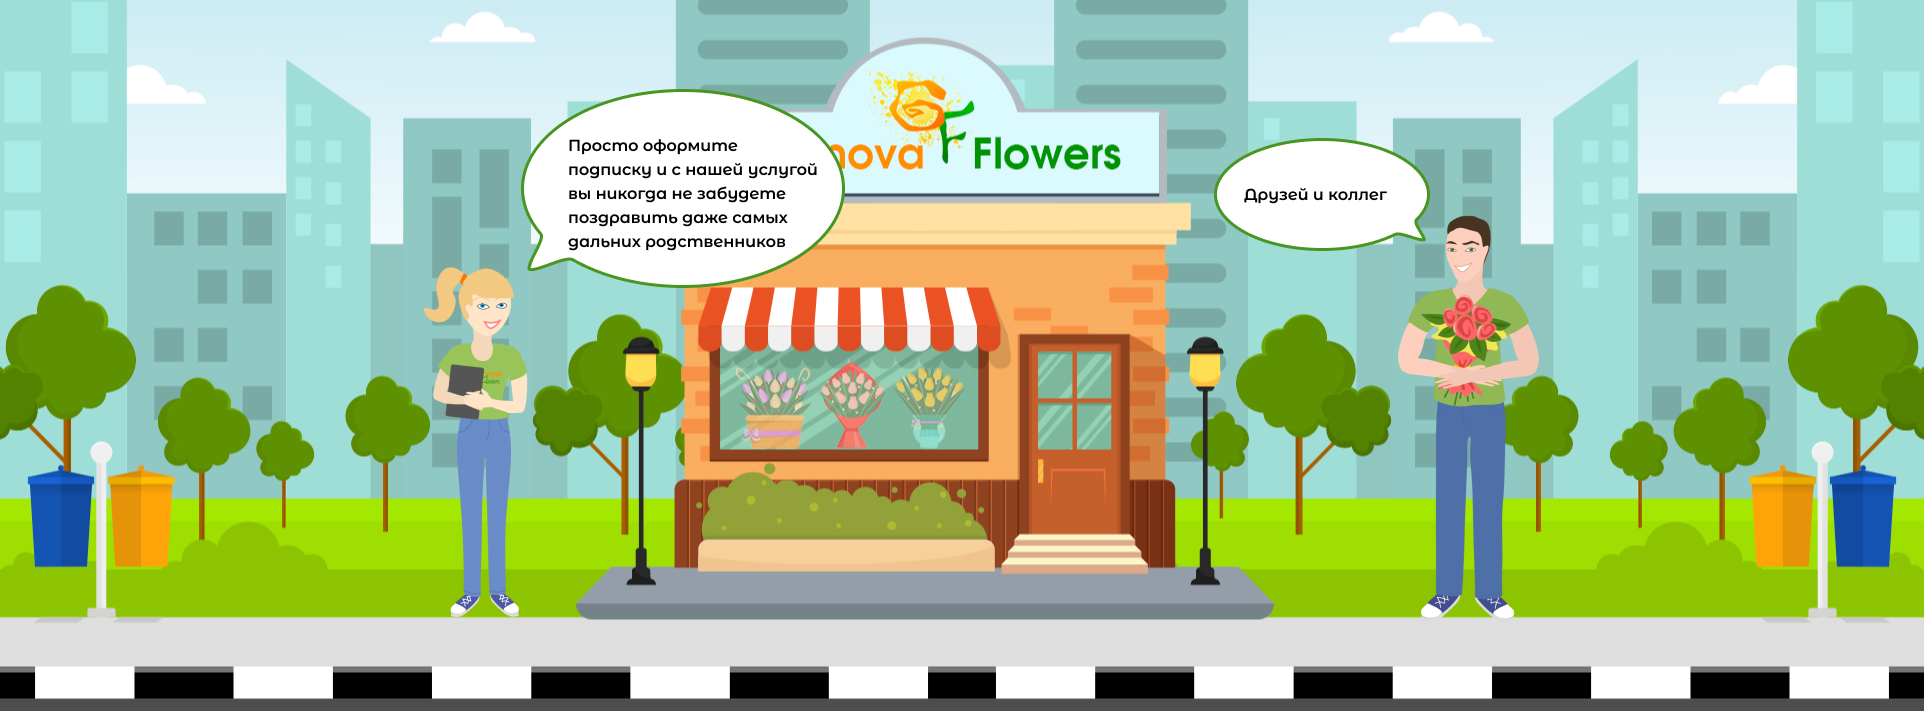 Просто оформите
подписку и с нашей услугой
вы никогда не забудете
поздравить даже самых
дальних родственников
nova Flowers
Друзей и коллег